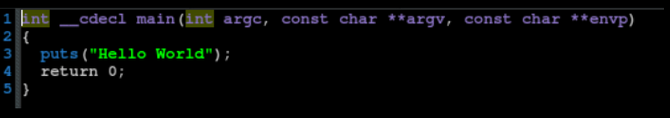 1 int __cdecl main(int argc, const char **argv, const char **envp)
2 {
3   puts("Hello World");
4   return 0;
5 }